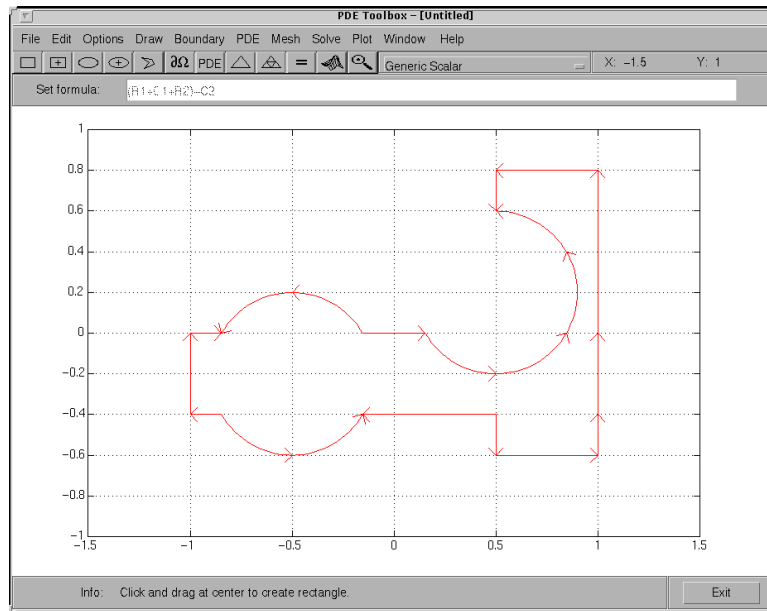 PDE Toolbox – [Untitled]
File Edit Options Draw Boundary PDE Mesh Solve Plot Window Help
∂Ω PDE = Generic Scalar X: -1.5 Y: 1
Set formula: (R1+C1+R2)-C2
1
0.8
0.6
0.4
0.2
0
-0.2
-0.4
-0.6
-0.8
-1
-1.5 -1 -0.5 0 0.5 1 1.5
Info: Click and drag at center to create rectangle. Exit